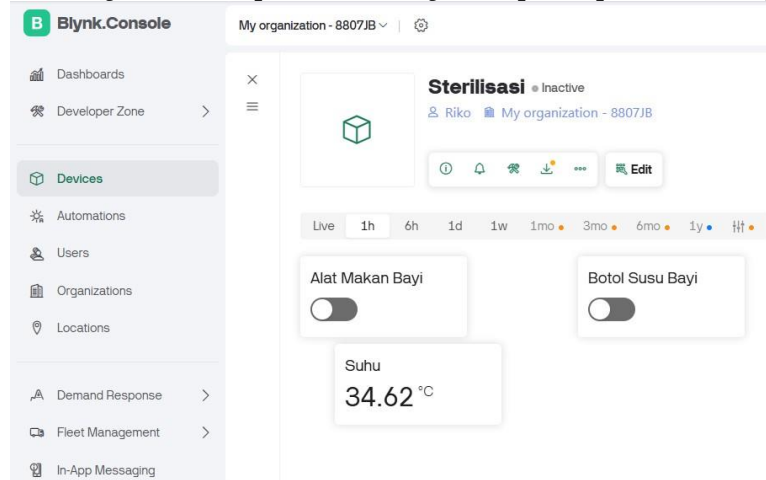 B Blynk.Console
My organization - 8807JB
Dashboards
Developer Zone
Devices
Automations
Users
Organizations
Locations
Demand Response
Fleet Management
In-App Messaging
Sterilisasi Inactive
Riko My organization - 8807JB
Edit
Live 1h 6h 1d 1w 1mo 3mo 6mo 1y
Alat Makan Bayi
Botol Susu Bayi
Suhu
34.62 °C